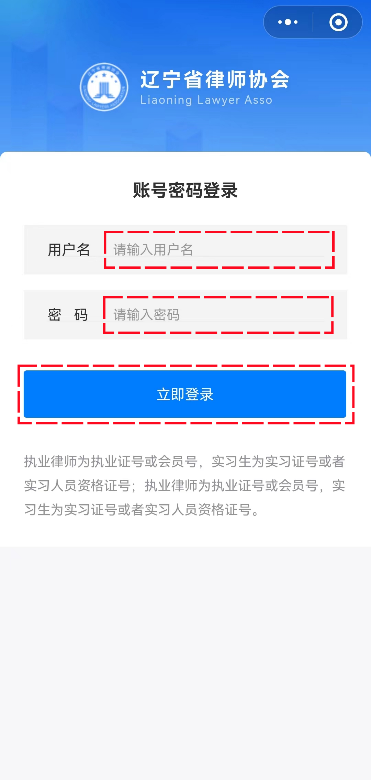 辽宁省律师协会
Liaoning Lawyer Asso
账号密码登录
用户名 请输入用户名
密 码 请输入密码
立即登录
执业律师为执业证号或会员号，实习生为实习证号或者
实习人员资格证号；执业律师为执业证号或会员号，实
习生为实习证号或者实习人员资格证号。